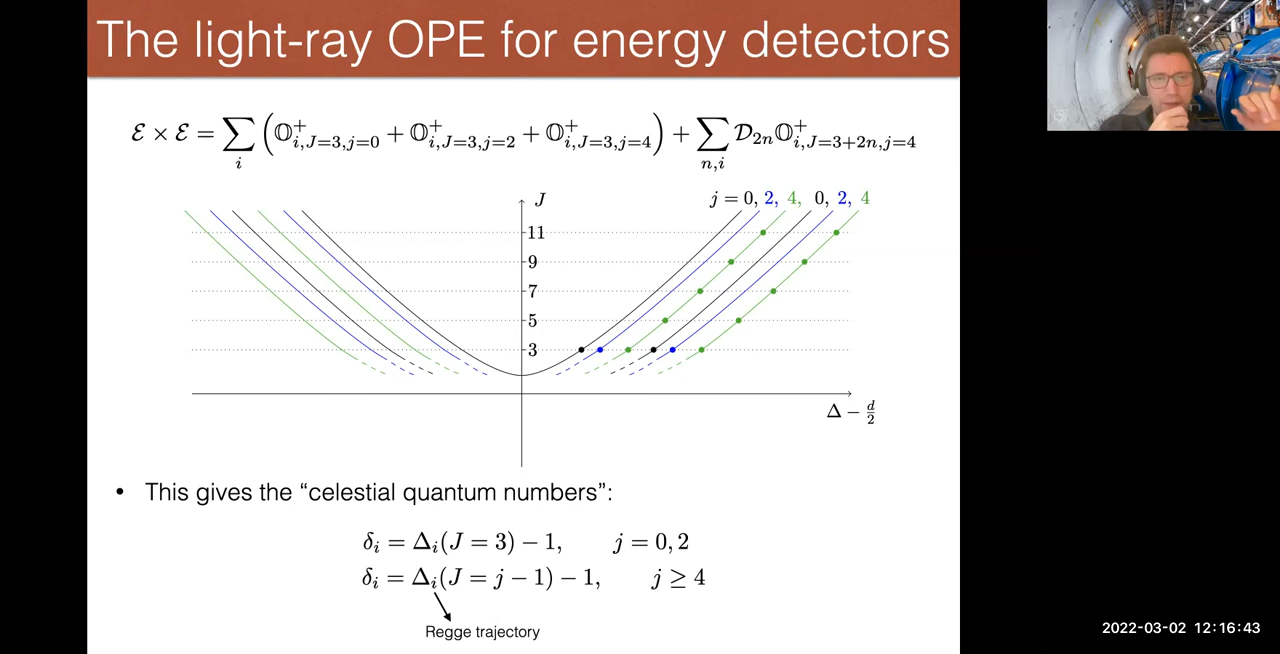 The light-ray OPE for energy detectors
ℰ × ℰ = ∑_i (𝕆⁺_{i,J=3,j=0} + 𝕆⁺_{i,J=3,j=2} + 𝕆⁺_{i,J=3,j=4}) + ∑_{n,i} 𝒟_{2n}𝕆⁺_{i,J=3+2n,j=4}
J
j = 0, 2, 4, 0, 2, 4
11
9
7
5
3
Δ − d/2
• This gives the “celestial quantum numbers”:
δ_i = Δ_i(J = 3) − 1, j = 0, 2
δ_i = Δ_i(J = j − 1) − 1, j ≥ 4
Regge trajectory
2022-03-02 12:16:43